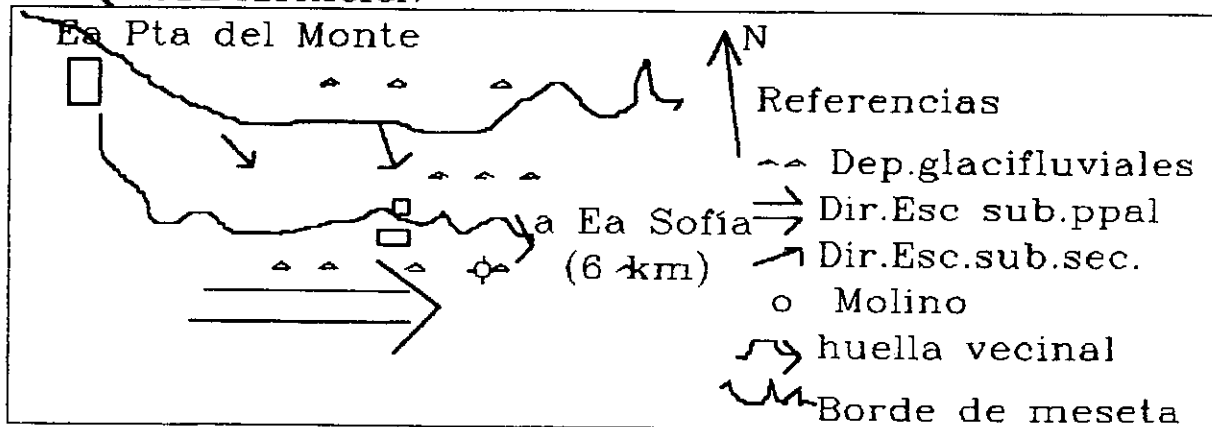 Ea Pta del Monte
N
Referencias
Dep.glacifluviales
Dir.Esc sub.ppal
Dir.Esc.sub.sec.
Molino
huella vecinal
Borde de meseta
a Ea Sofía
(6 km)